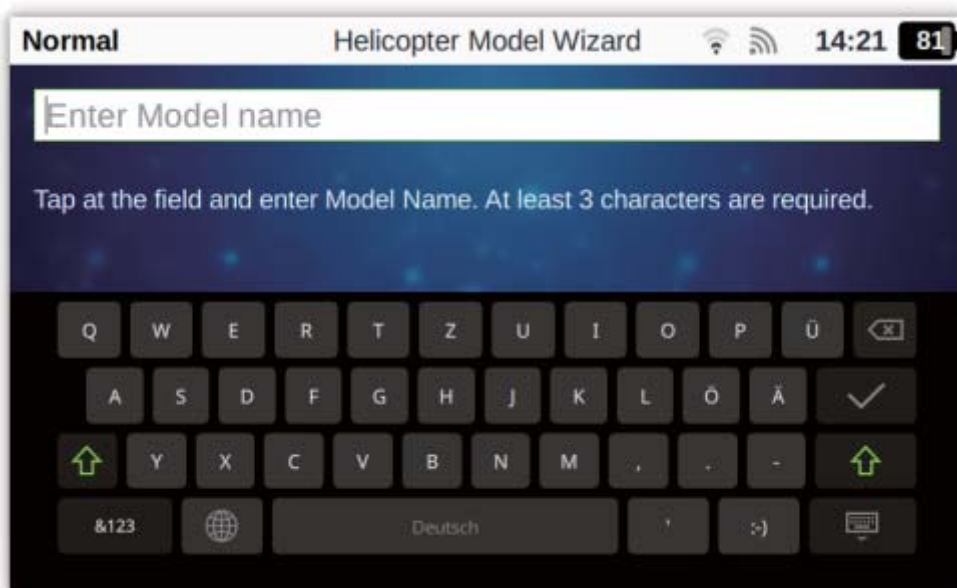 Normal Helicopter Model Wizard 14:21 81
Enter Model name
Tap at the field and enter Model Name. At least 3 characters are required.
Q W E R T Z U I O P Ü
A S D F G H J K L Ö Ä
Y X C V B N M , . -
&123 Deutsch ' :-)